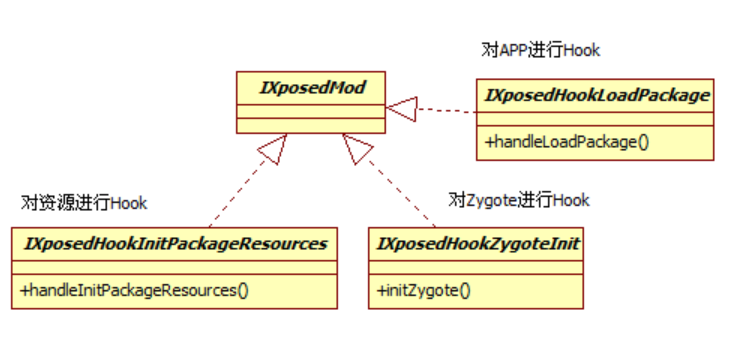 对APP进行Hook
IXposedMod
IXposedHookLoadPackage
+handleLoadPackage()
对资源进行Hook
对Zygote进行Hook
IXposedHookInitPackageResources
IXposedHookZygoteInit
+handleInitPackageResources()
+initZygote()